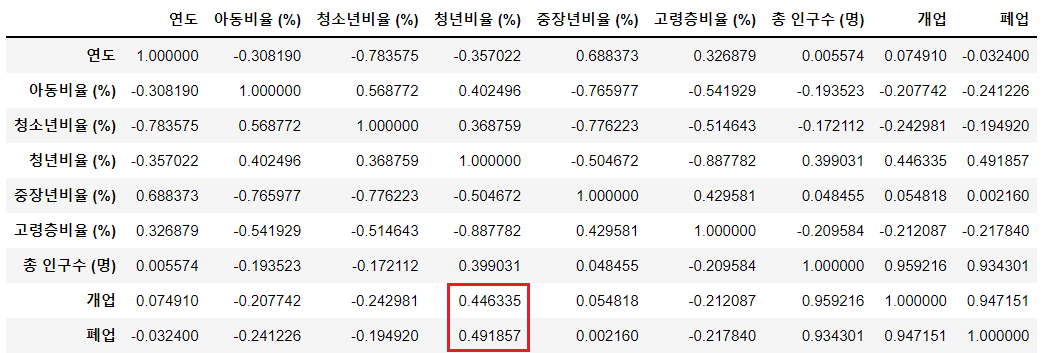 연도 아동비율 (%) 청소년비율 (%) 청년비율 (%) 중장년비율 (%) 고령층비율 (%) 총 인구수 (명) 개업 폐업
연도 1.000000 -0.308190 -0.783575 -0.357022 0.688373 0.326879 0.005574 0.074910 -0.032400
아동비율 (%) -0.308190 1.000000 0.568772 0.402496 -0.765977 -0.541929 -0.193523 -0.207742 -0.241226
청소년비율 (%) -0.783575 0.568772 1.000000 0.368759 -0.776223 -0.514643 -0.172112 -0.242981 -0.194920
청년비율 (%) -0.357022 0.402496 0.368759 1.000000 -0.504672 -0.887782 0.399031 0.446335 0.491857
중장년비율 (%) 0.688373 -0.765977 -0.776223 -0.504672 1.000000 0.429581 0.048455 0.054818 0.002160
고령층비율 (%) 0.326879 -0.541929 -0.514643 -0.887782 0.429581 1.000000 -0.209584 -0.212087 -0.217840
총 인구수 (명) 0.005574 -0.193523 -0.172112 0.399031 0.048455 -0.209584 1.000000 0.959216 0.934301
개업 0.074910 -0.207742 -0.242981 0.446335 0.054818 -0.212087 0.959216 1.000000 0.947151
폐업 -0.032400 -0.241226 -0.194920 0.491857 0.002160 -0.217840 0.934301 0.947151 1.000000